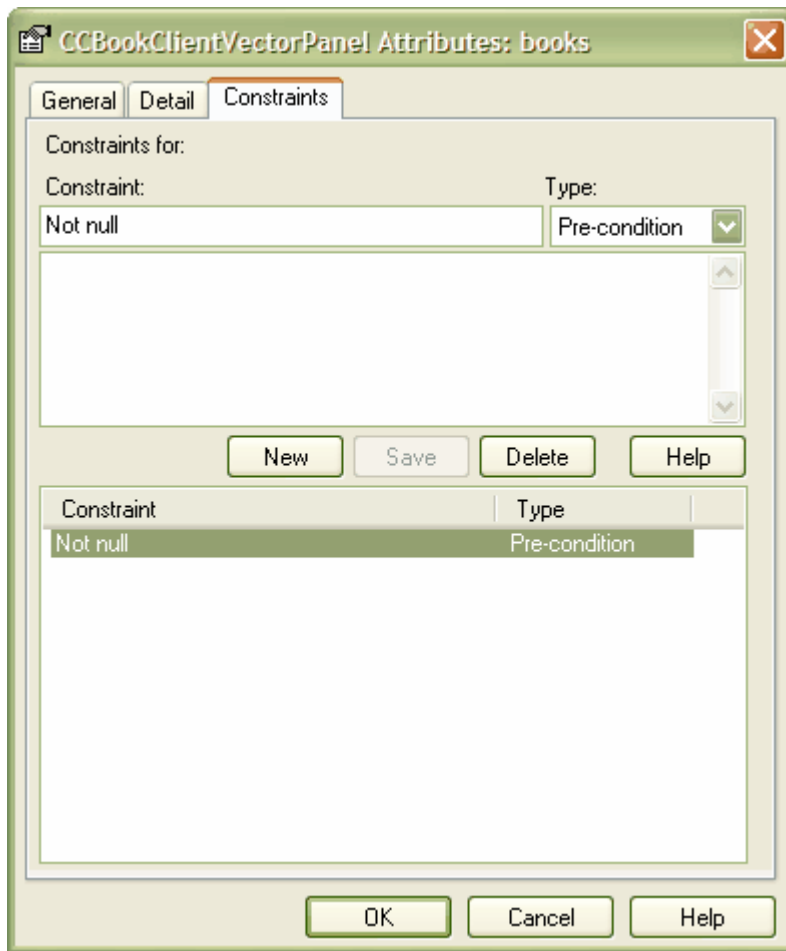 CCBookClientVectorPanel Attributes: books
General Detail Constraints
Constraints for:
Constraint: Type:
Not null Pre-condition
New Save Delete Help
Constraint Type
Not null Pre-condition
OK Cancel Help